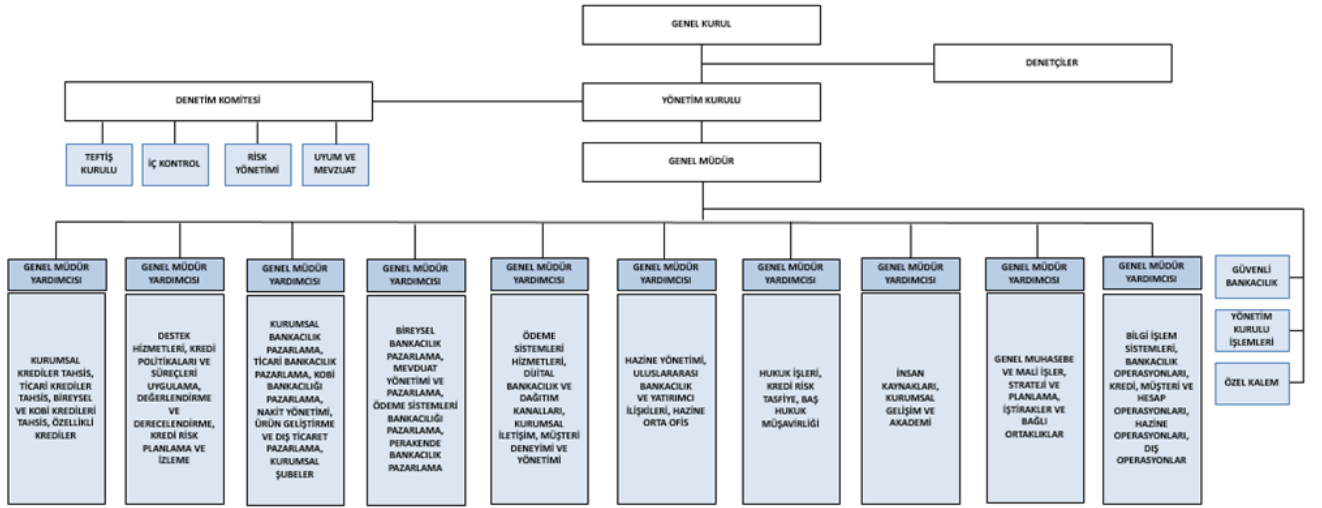 GENEL KURUL
DENETÇİLER
DENETİM KOMİTESİ
YÖNETİM KURULU
TEFTİŞ
KURULU
İÇ KONTROL
RİSK
YÖNETİMİ
UYUM VE
MEVZUAT
GENEL MÜDÜR
GENEL MÜDÜR
YARDIMCISI
KURUMSAL
KREDİLER TAHSİS,
TİCARİ KREDİLER
TAHSİS, BİREYSEL
VE KOBİ KREDİLERİ
TAHSİS, ÖZELLİKLİ
KREDİLER
GENEL MÜDÜR
YARDIMCISI
DESTEK
HİZMETLERİ, KREDİ
POLİTİKALARI VE
SÜREÇLERİ
UYGULAMA,
DEĞERLENDİRME
VE
DERECELENDİRME,
KREDİ RİSK
PLANLAMA VE
İZLEME
GENEL MÜDÜR
YARDIMCISI
KURUMSAL
BANKACILIK
PAZARLAMA,
TİCARİ BANKACILIK
PAZARLAMA, KOBİ
BANKACILIĞI
PAZARLAMA,
NAKİT YÖNETİMİ,
ÜRÜN GELİŞTİRME
VE DIŞ TİCARET
PAZARLAMA,
KURUMSAL
ŞUBELER
GENEL MÜDÜR
YARDIMCISI
BİREYSEL
BANKACILIK
PAZARLAMA,
MEVDUAT
YÖNETİMİ VE
PAZARLAMA,
ÖDEME SİSTEMLERİ
BANKACILIĞI
PAZARLAMA,
PERAKENDE
BANKACILIK
PAZARLAMA
GENEL MÜDÜR
YARDIMCISI
ÖDEME
SİSTEMLERİ
HİZMETLERİ,
DİJİTAL
BANKACILIK VE
DAĞITIM
KANALLARI,
KURUMSAL
İLETİŞİM, MÜŞTERİ
DENEYİMİ VE
YÖNETİMİ
GENEL MÜDÜR
YARDIMCISI
HAZİNE YÖNETİMİ,
ULUSLARARASI
BANKACILIK
VE YATIRIMCI
İLİŞKİLERİ, HAZİNE
ORTA OFİS
GENEL MÜDÜR
YARDIMCISI
HUKUK İŞLERİ,
KREDİ RİSK
TASFİYE, BAŞ
HUKUK
MÜŞAVİRLİĞİ
GENEL MÜDÜR
YARDIMCISI
İNSAN
KAYNAKLARI,
KURUMSAL
GELİŞİM VE
AKADEMİ
GENEL MÜDÜR
YARDIMCISI
GENEL MUHASEBE
VE MALİ İŞLER,
STRATEJİ VE
PLANLAMA,
İŞTİRAKLER VE
BAĞLI
ORTAKLIKLAR
GENEL MÜDÜR
YARDIMCISI
BİLGİ İŞLEM
SİSTEMLERİ,
BANKACILIK
OPERASYONLARI,
KREDİ, MÜŞTERİ VE
HESAP
OPERASYONLARI,
HAZİNE
OPERASYONLARI,
DIŞ
OPERASYONLAR
GÜVENLİ
BANKACILIK
YÖNETİM
KURULU
İŞLEMLERİ
ÖZEL KALEM